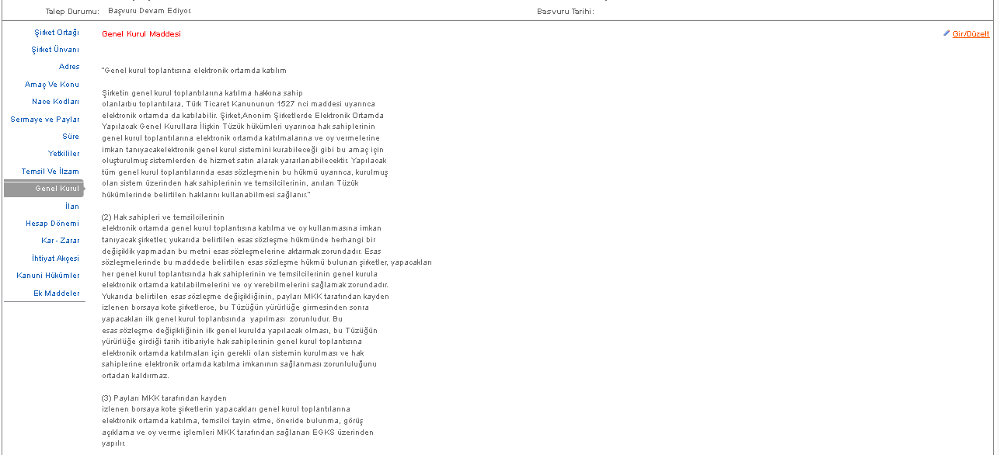 Talep Durumu: Başvuru Devam Ediyor. Basvuru Tarihi:
Şirket Ortağı
Şirket Ünvanı
Adres
Amaç Ve Konu
Nace Kodları
Sermaye ve Paylar
Süre
Yetkililer
Temsil Ve İlzam
Genel Kurul
İlan
Hesap Dönemi
Kar - Zarar
İhtiyat Akçesi
Kanuni Hükümler
Ek Maddeler
Genel Kurul Maddesi
Gir/Düzelt
"Genel kurul toplantısına elektronik ortamda katılım
Şirketin genel kurul toplantılarına katılma hakkına sahip
olanlarbu toplantılara, Türk Ticaret Kanununun 1527 nci maddesi uyarınca
elektronik ortamda da katılabilir. Şirket,Anonim Şirketlerde Elektronik Ortamda
Yapılacak Genel Kurullara İlişkin Tüzük hükümleri uyarınca hak sahiplerinin
genel kurul toplantılarına elektronik ortamda katılmalarına ve oy vermelerine
imkan tanıyacakelektronik genel kurul sistemini kurabileceği gibi bu amaç için
oluşturulmuş sistemlerden de hizmet satın alarak yararlanabilecektir. Yapılacak
tüm genel kurul toplantılarında esas sözleşmenin bu hükmü uyarınca, kurulmuş
olan sistem üzerinden hak sahiplerinin ve temsilcilerinin, anılan Tüzük
hükümlerinde belirtilen haklarını kullanabilmesi sağlanır."
(2) Hak sahipleri ve temsilcilerinin
elektronik ortamda genel kurul toplantısına katılma ve oy kullanmasına imkan
tanıyacak şirketler, yukarıda belirtilen esas sözleşme hükmünde herhangi bir
değişiklik yapmadan bu metni esas sözleşmelerine aktarmak zorundadır. Esas
sözleşmelerinde bu maddede belirtilen esas sözleşme hükmü bulunan şirketler, yapacakları
her genel kurul toplantısında hak sahiplerinin ve temsilcilerinin genel kurula
elektronik ortamda katılabilmelerini ve oy verebilmelerini sağlamak zorundadır.
Yukarıda belirtilen esas sözleşme değişikliğinin, payları MKK tarafından kayden
izlenen borsaya kote şirketlerce, bu Tüzüğün yürürlüğe girmesinden sonra
yapacakları ilk genel kurul toplantısında yapılması zorunludur. Bu
esas sözleşme değişikliğinin ilk genel kurulda yapılacak olması, bu Tüzüğün
yürürlüğe girdiği tarih itibariyle hak sahiplerinin genel kurul toplantısına
elektronik ortamda katılmaları için gerekli olan sistemin kurulması ve hak
sahiplerine elektronik ortamda katılma imkanının sağlanması zorunluluğunu
ortadan kaldırmaz.
(3) Payları MKK tarafından kayden
izlenen borsaya kote şirketlerin yapacakları genel kurul toplantılarına
elektronik ortamda katılma, temsilci tayin etme, öneride bulunma, görüş
açıklama ve oy verme işlemleri MKK tarafından sağlanan EGKS üzerinden
yapılır.